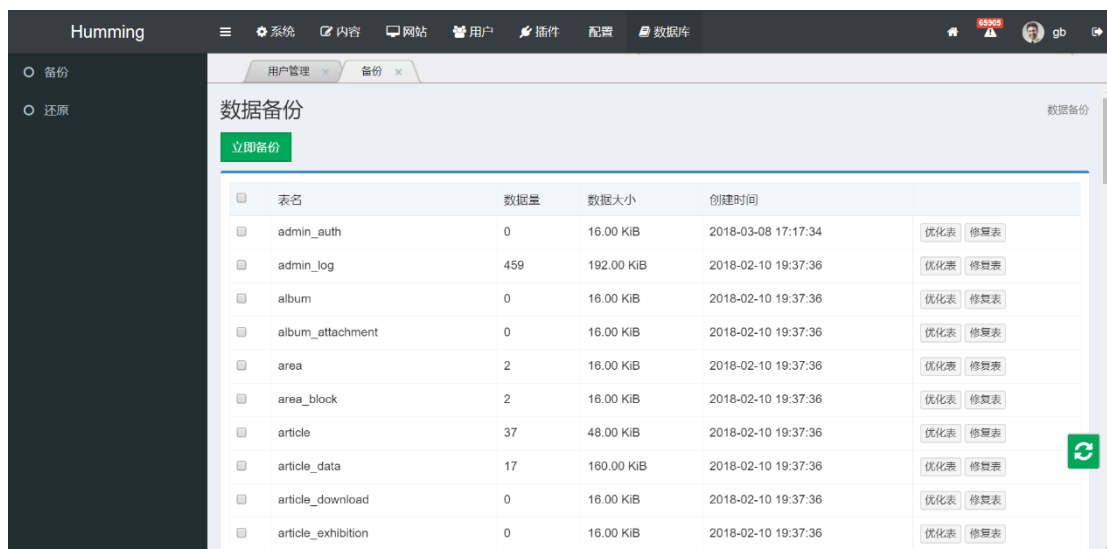 Humming 系统 内容 网站 用户 插件 配置 数据库 65905 gb
备份 用户管理 × 备份 ×
还原 数据备份 数据备份
立即备份
表名 数据量 数据大小 创建时间
admin_auth 0 16.00 KiB 2018-03-08 17:17:34 优化表 修复表
admin_log 459 192.00 KiB 2018-02-10 19:37:36 优化表 修复表
album 0 16.00 KiB 2018-02-10 19:37:36 优化表 修复表
album_attachment 0 16.00 KiB 2018-02-10 19:37:36 优化表 修复表
area 2 16.00 KiB 2018-02-10 19:37:36 优化表 修复表
area_block 2 16.00 KiB 2018-02-10 19:37:36 优化表 修复表
article 37 48.00 KiB 2018-02-10 19:37:36 优化表 修复表
article_data 17 160.00 KiB 2018-02-10 19:37:36 优化表 修复表
article_download 0 16.00 KiB 2018-02-10 19:37:36 优化表 修复表
article_exhibition 0 16.00 KiB 2018-02-10 19:37:36 优化表 修复表